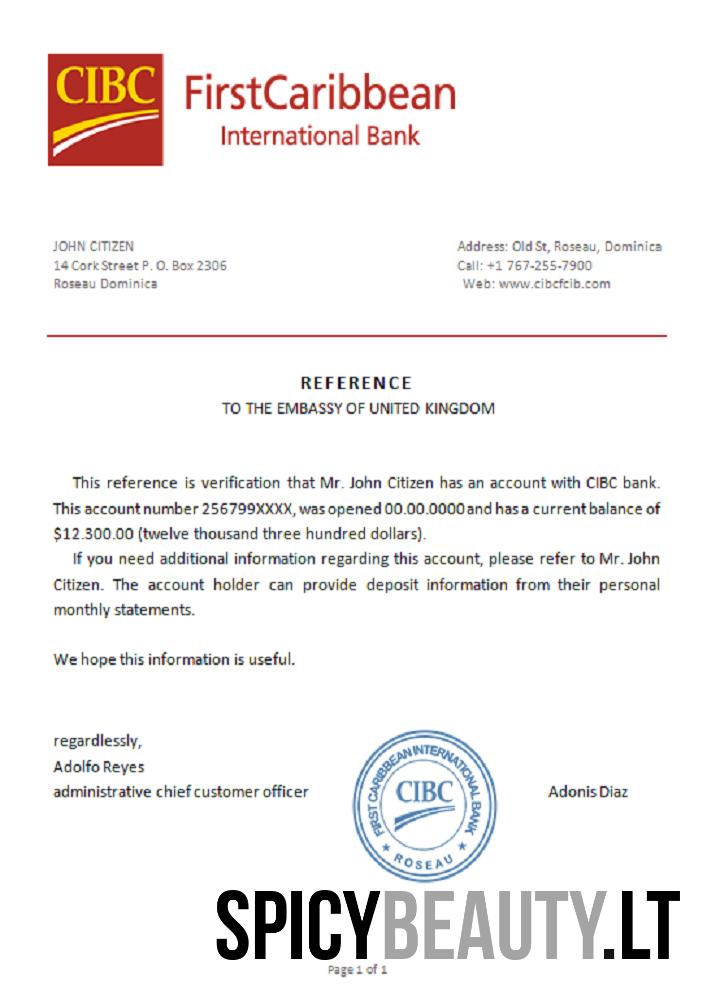 CIBC
FirstCaribbean
International Bank
JOHN CITIZEN
14 Cork Street P. O. Box 2306
Roseau Dominica
Address: Old St, Roseau, Dominica
Call: +1 767-255-7900
Web: www.cibcfcib.com
REFERENCE
TO THE EMBASSY OF UNITED KINGDOM
This reference is verification that Mr. John Citizen has an account with CIBC bank.
This account number 256799XXXX, was opened 00.00.0000 and has a current balance of
$12.300.00 (twelve thousand three hundred dollars).
If you need additional information regarding this account, please refer to Mr. John
Citizen. The account holder can provide deposit information from their personal
monthly statements.
We hope this information is useful.
regardlessly,
Adolfo Reyes
administrative chief customer officer
FIRST CARIBBEAN INTERNATIONAL BANK
CIBC
★ ROSEAU ★
Adonis Diaz
SPICYBEAUTY.LT
Page 1 of 1